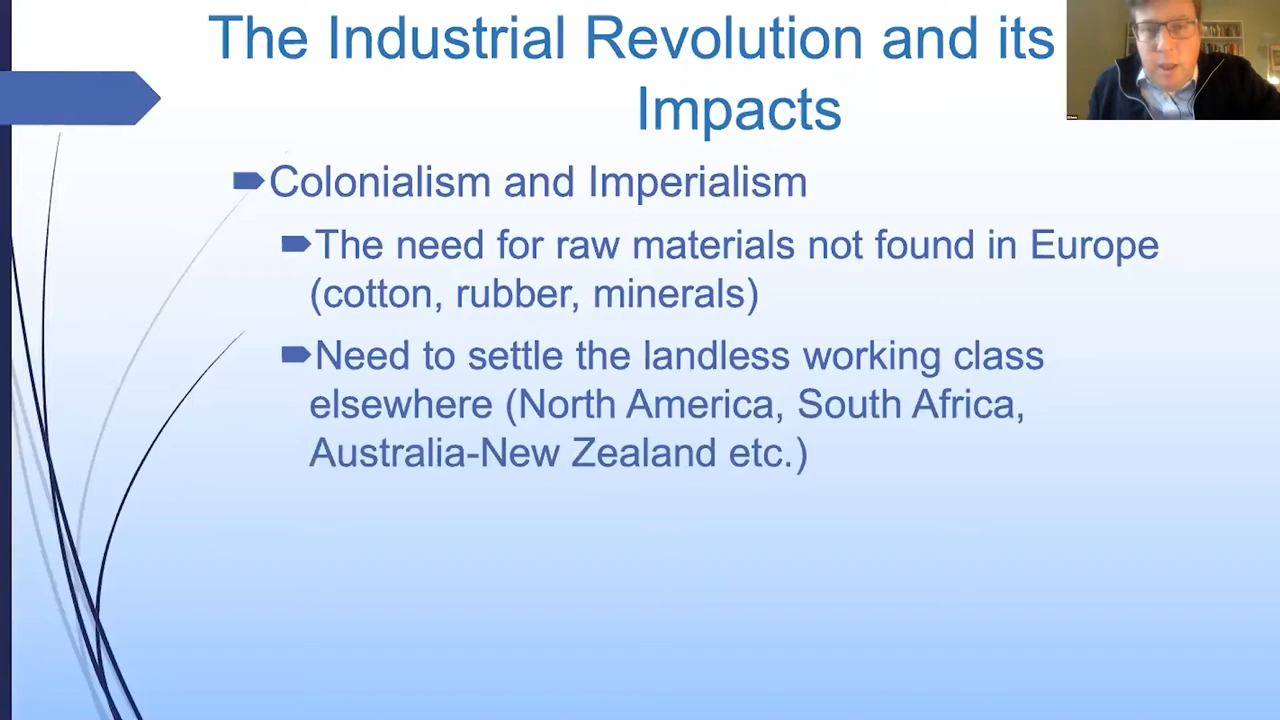 The Industrial Revolution and its
Impacts
Colonialism and Imperialism
The need for raw materials not found in Europe
(cotton, rubber, minerals)
Need to settle the landless working class
elsewhere (North America, South Africa,
Australia-New Zealand etc.)